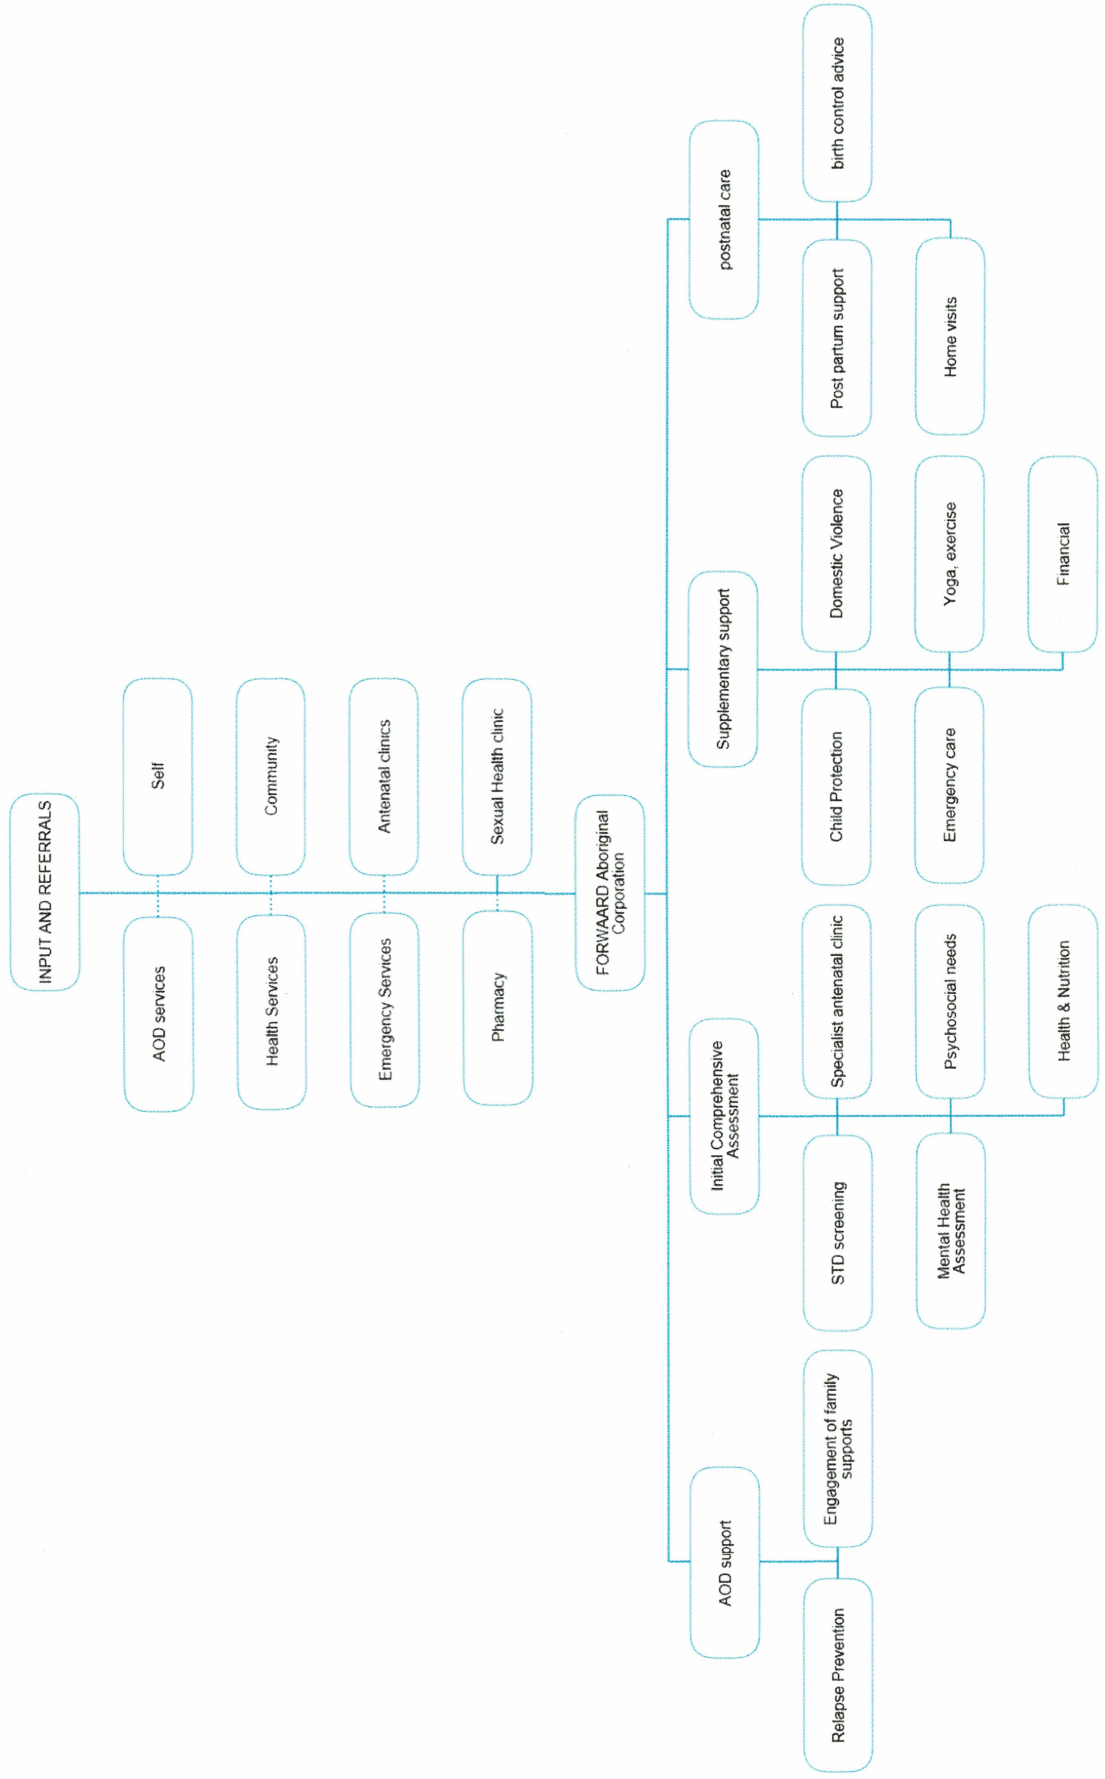 INPUT AND REFERRALS
AOD services
Self
Health Services
Community
Emergency Services
Antenatal clinics
Pharmacy
Sexual Health clinic
FORWAARD Aboriginal
Corporation
AOD support
Initial Comprehensive
Assessment
Supplementary support
postnatal care
Relapse Prevention
Engagement of family
supports
STD screening
Specialist antenatal clinic
Mental Health
Assessment
Psychosocial needs
Health & Nutrition
Child Protection
Domestic Violence
Emergency care
Yoga, exercise
Financial
Post partum support
birth control advice
Home visits